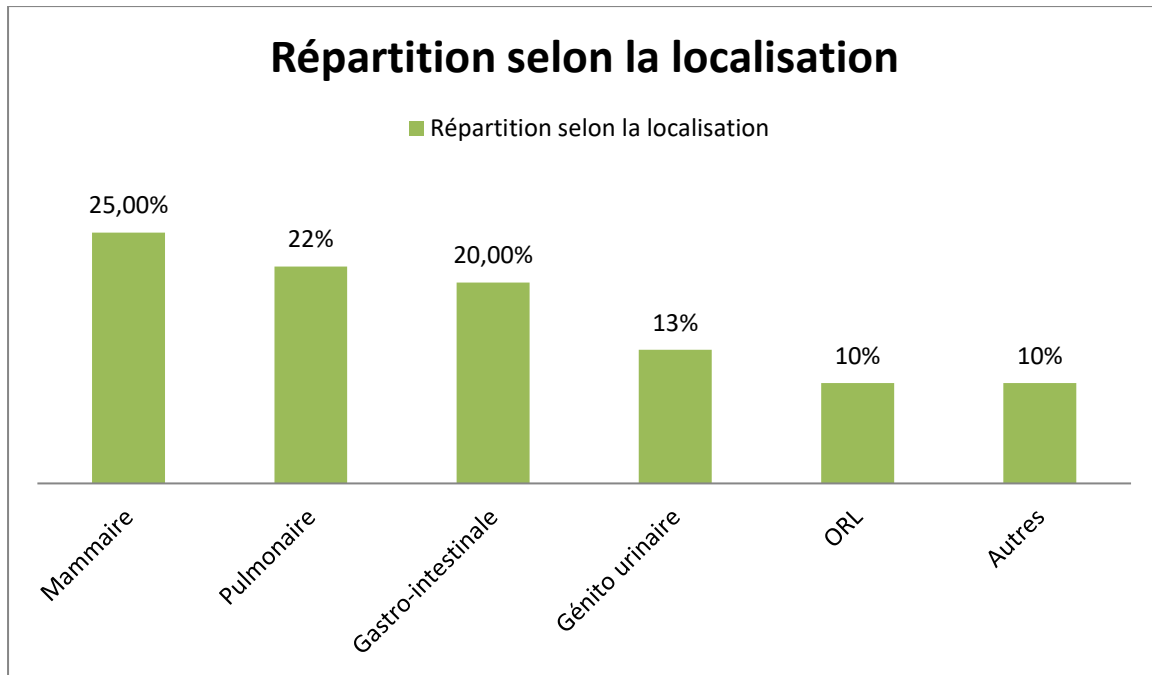 Répartition selon la localisation
Répartition selon la localisation
25,00%
22%
20,00%
13%
10%
10%
Mammaire
Pulmonaire
Gastro-intestinale
Génito urinaire
ORL
Autres